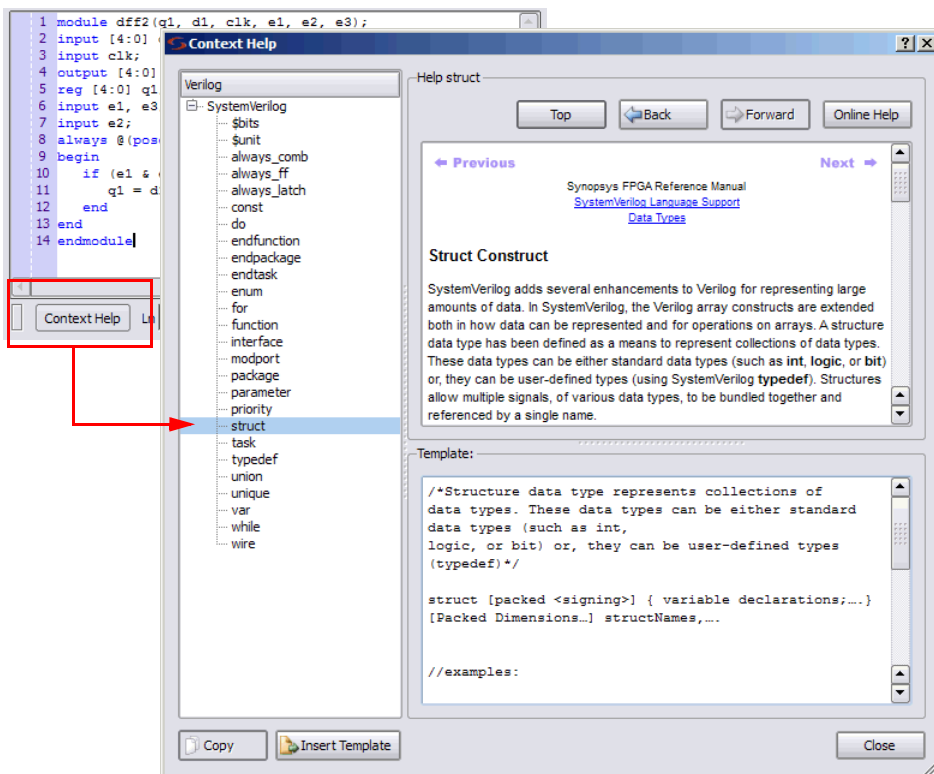 1 module dff2(q1, d1, clk, e1, e2, e3);
2 input [4:0]
3 input clk;
4 output [4:0]
5 reg [4:0] q1
6 input e1, e3
7 input e2;
8 always @(pose
9 begin
10 if (e1 &
11 q1 = d
12 end
13 end
14 endmodule
Context Help
Context Help
Verilog
SystemVerilog
$bits
$unit
always_comb
always_ff
always_latch
const
do
endfunction
endpackage
endtask
enum
for
function
interface
modport
package
parameter
priority
struct
task
typedef
union
unique
var
while
wire
Copy
Insert Template
Help struct
Top
Back
Forward
Online Help
Previous
Next
Synopsys FPGA Reference Manual
SystemVerilog Language Support
Data Types
Struct Construct
SystemVerilog adds several enhancements to Verilog for representing large
amounts of data. In SystemVerilog, the Verilog array constructs are extended
both in how data can be represented and for operations on arrays. A structure
data type has been defined as a means to represent collections of data types.
These data types can be either standard data types (such as int, logic, or bit)
or, they can be user-defined types (using SystemVerilog typedef). Structures
allow multiple signals, of various data types, to be bundled together and
referenced by a single name.
Template:
/*Structure data type represents collections of
data types. These data types can be either standard
data types (such as int,
logic, or bit) or, they can be user-defined types
(typedef)*/
struct [packed <signing>] { variable declarations;….}
[Packed Dimensions…] structNames,….
//examples:
Close